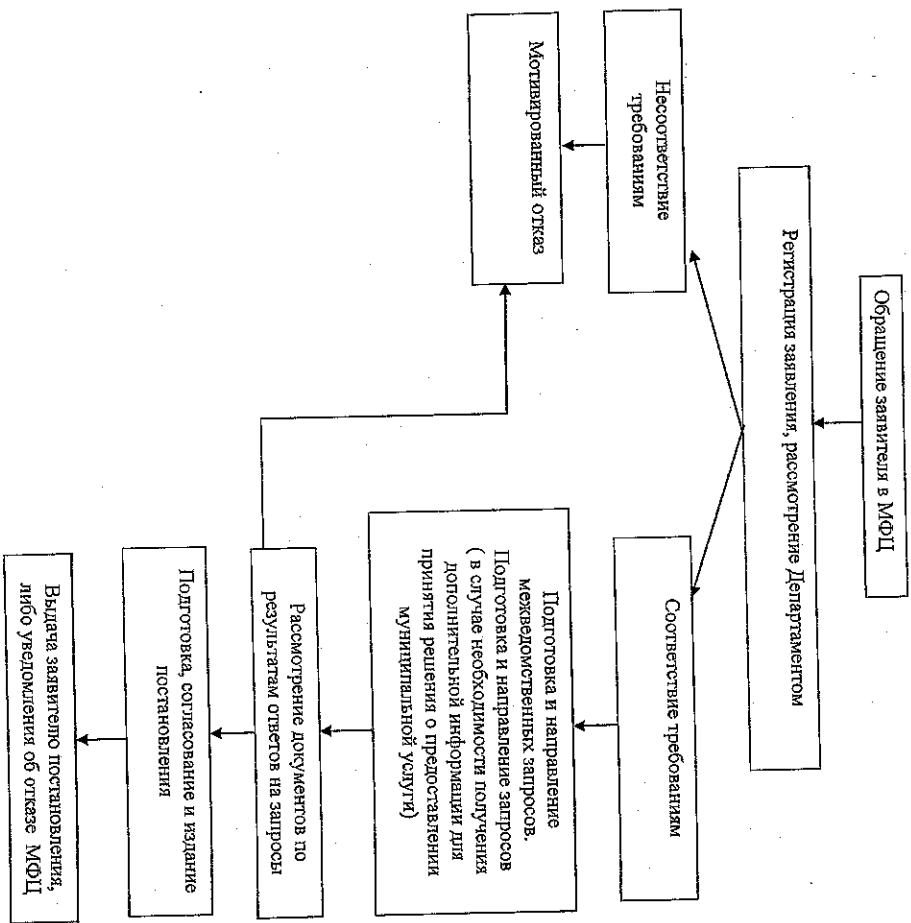 Обращение заявителя в МФЦ
Регистрация заявления, рассмотрение Департаментом
Несоответствие
требованиям
Мотивированный отказ
Соответствие требованиям
Подготовка и направление
межведомственных запросов.
Подготовка и направление запросов
( в случае необходимости получения
дополнительной информации для
принятия решения о предоставлении
муниципальной услуги)
Рассмотрение документов по
результатам ответов на запросы
Подготовка, согласование и издание
постановления
Выдача заявителю постановления,
либо уведомления об отказе МФЦ